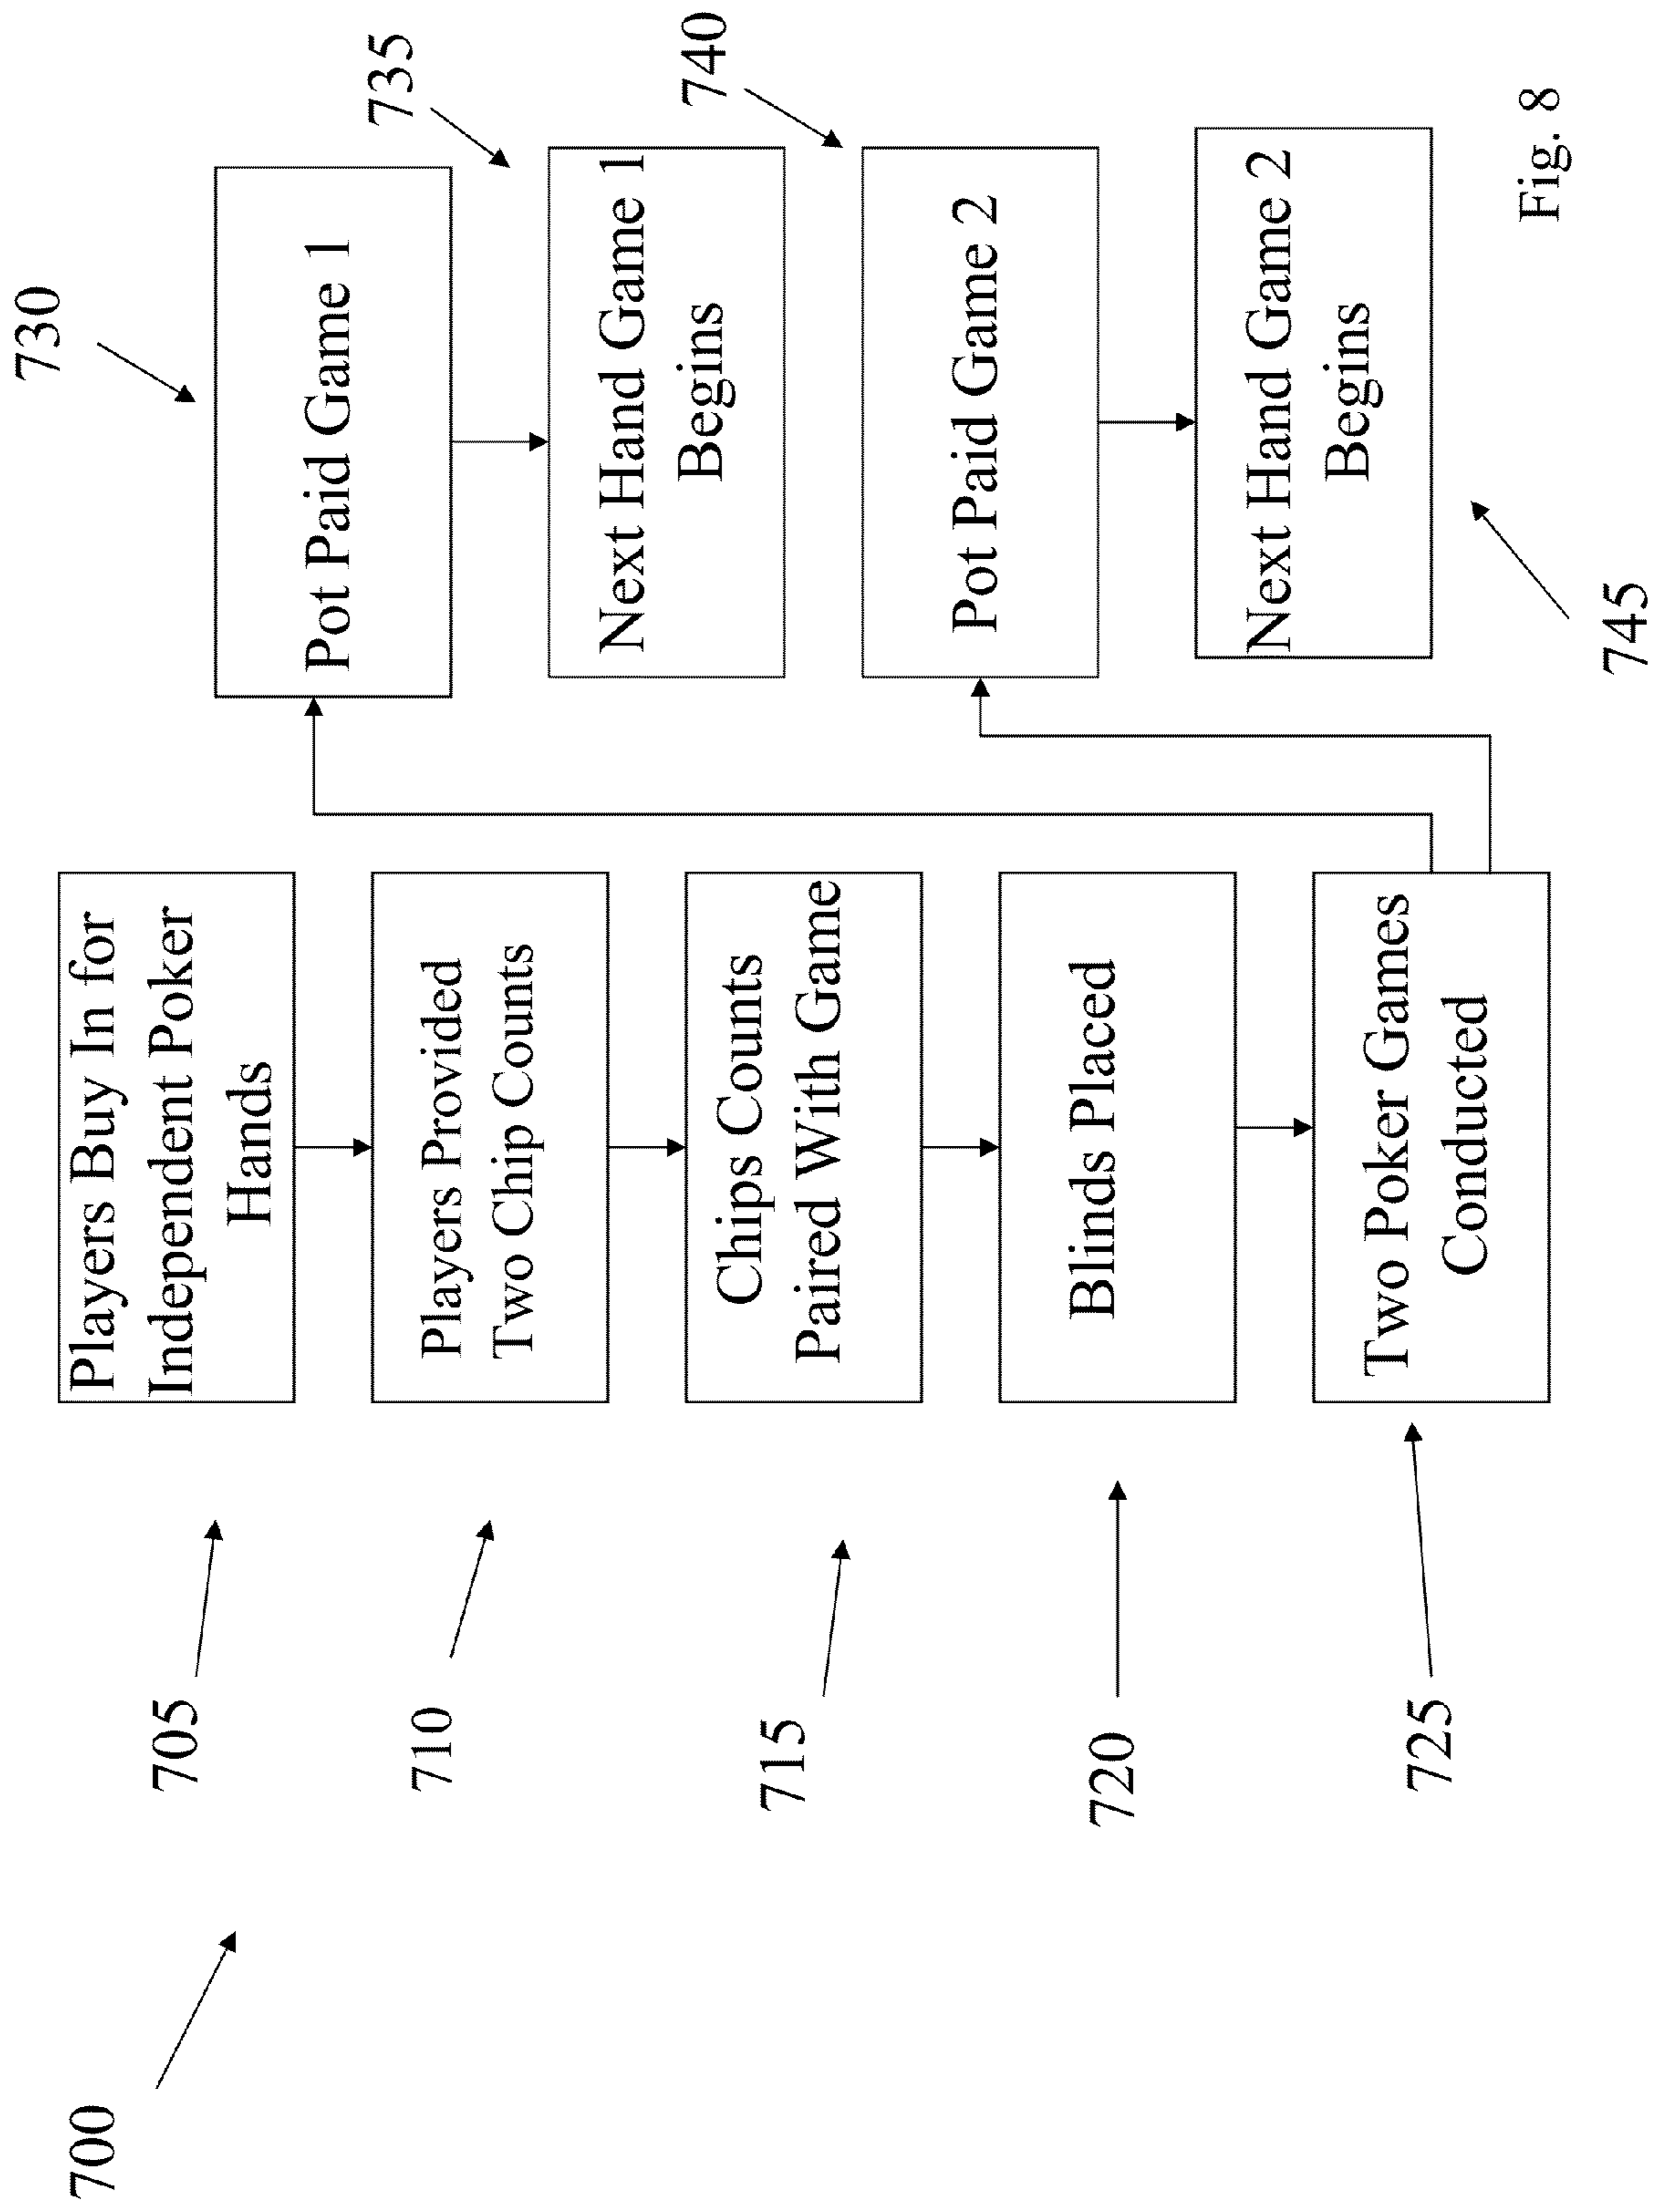 700
705
Players Buy In for
Independent Poker
Hands
710
Players Provided
Two Chip Counts
715
Chips Counts
Paired With Game
720
Blinds Placed
725
Two Poker Games
Conducted
730
Pot Paid Game 1
735
Next Hand Game 1
Begins
740
Pot Paid Game 2
745
Next Hand Game 2
Begins
Fig. 8